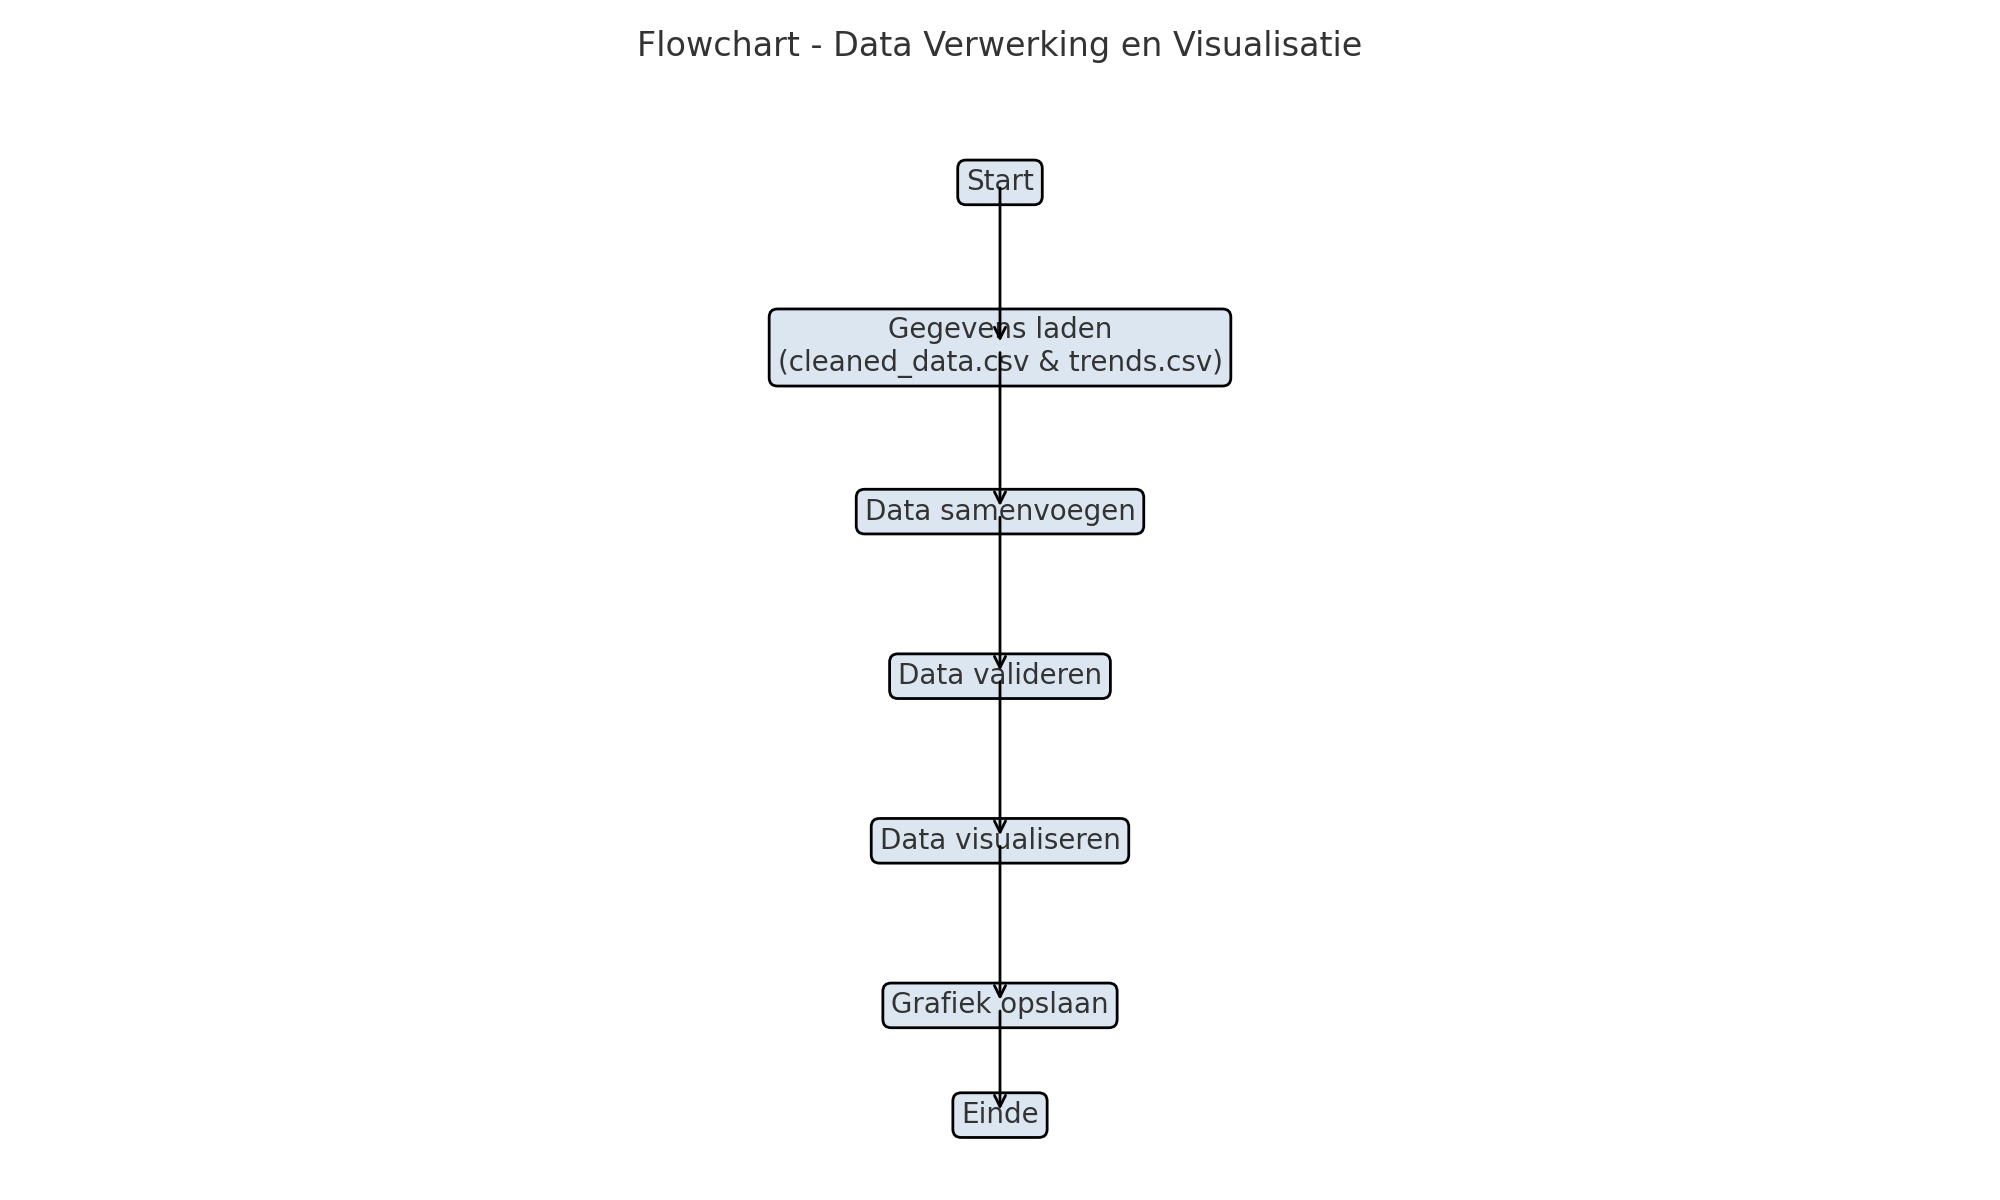 Flowchart - Data Verwerking en Visualisatie
Start
Gegevens laden
(cleaned_data.csv & trends.csv)
Data samenvoegen
Data valideren
Data visualiseren
Grafiek opslaan
Einde